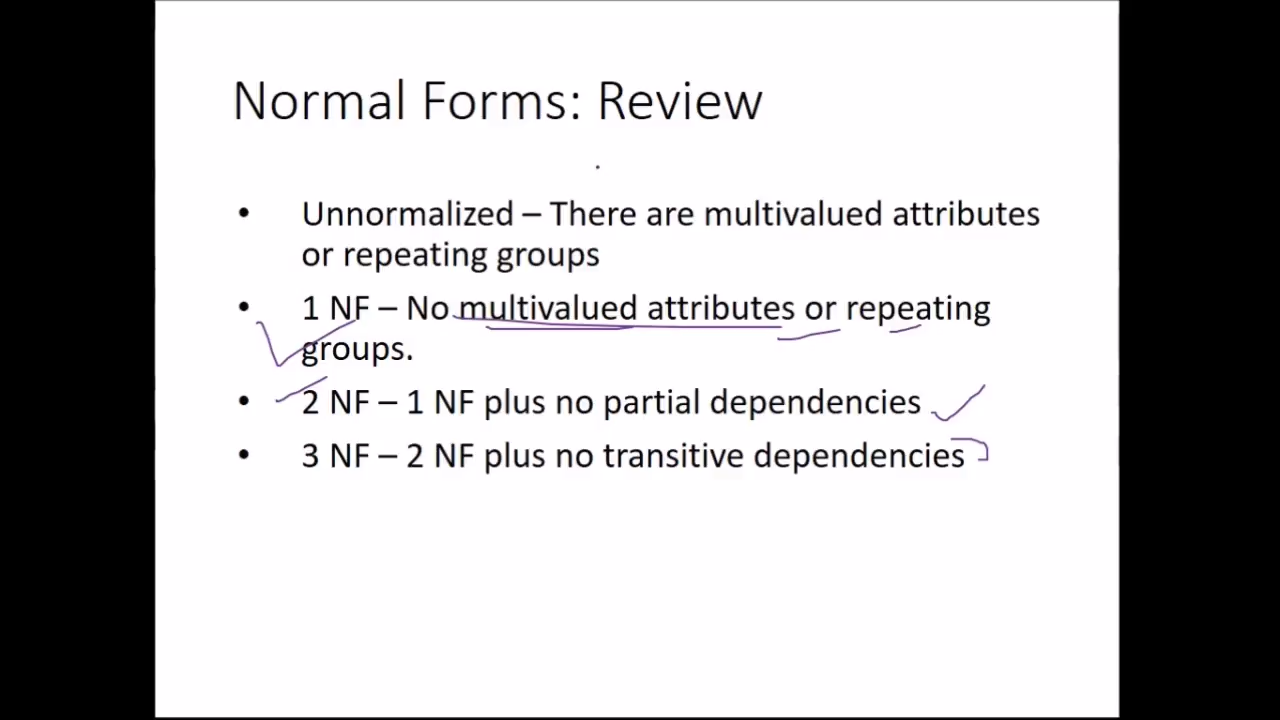 Normal Forms: Review
• Unnormalized – There are multivalued attributes
or repeating groups
• 1 NF – No multivalued attributes or repeating
groups.
• 2 NF – 1 NF plus no partial dependencies
• 3 NF – 2 NF plus no transitive dependencies